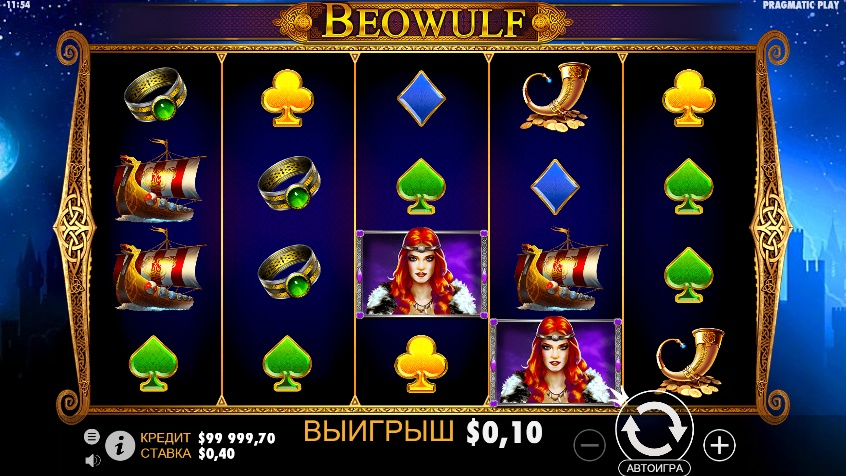 11:54
BEOWULF
PRAGMATIC PLAY
КРЕДИТ $99 999,70
СТАВКА $0,40
ВЫИГРЫШ $0,10
АВТОИГРА